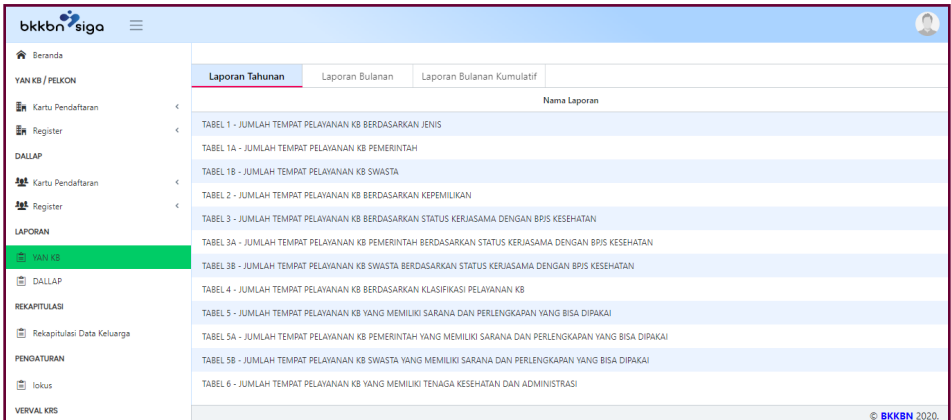 bkkbn siga
Beranda
YAN KB / PELKON
Kartu Pendaftaran
Register
DALLAP
Kartu Pendaftaran
Register
LAPORAN
YAN KB
DALLAP
REKAPITULASI
Rekapitulasi Data Keluarga
PENGATURAN
lokus
VERVAL KRS
Laporan Tahunan Laporan Bulanan Laporan Bulanan Kumulatif
Nama Laporan
TABEL 1 - JUMLAH TEMPAT PELAYANAN KB BERDASARKAN JENIS
TABEL 1A - JUMLAH TEMPAT PELAYANAN KB PEMERINTAH
TABEL 1B - JUMLAH TEMPAT PELAYANAN KB SWASTA
TABEL 2 - JUMLAH TEMPAT PELAYANAN KB BERDASARKAN KEPEMILIKAN
TABEL 3 - JUMLAH TEMPAT PELAYANAN KB BERDASARKAN STATUS KERJASAMA DENGAN BPJS KESEHATAN
TABEL 3A - JUMLAH TEMPAT PELAYANAN KB PEMERINTAH BERDASARKAN STATUS KERJASAMA DENGAN BPJS KESEHATAN
TABEL 3B - JUMLAH TEMPAT PELAYANAN KB SWASTA BERDASARKAN STATUS KERJASAMA DENGAN BPJS KESEHATAN
TABEL 4 - JUMLAH TEMPAT PELAYANAN KB BERDASARKAN KLASIFIKASI PELAYANAN KB
TABEL 5 - JUMLAH TEMPAT PELAYANAN KB YANG MEMILIKI SARANA DAN PERLENGKAPAN YANG BISA DIPAKAI
TABEL 5A - JUMLAH TEMPAT PELAYANAN KB PEMERINTAH YANG MEMILIKI SARANA DAN PERLENGKAPAN YANG BISA DIPAKAI
TABEL 5B - JUMLAH TEMPAT PELAYANAN KB SWASTA YANG MEMILIKI SARANA DAN PERLENGKAPAN YANG BISA DIPAKAI
TABEL 6 - JUMLAH TEMPAT PELAYANAN KB YANG MEMILIKI TENAGA KESEHATAN DAN ADMINISTRASI
© BKKBN 2020.